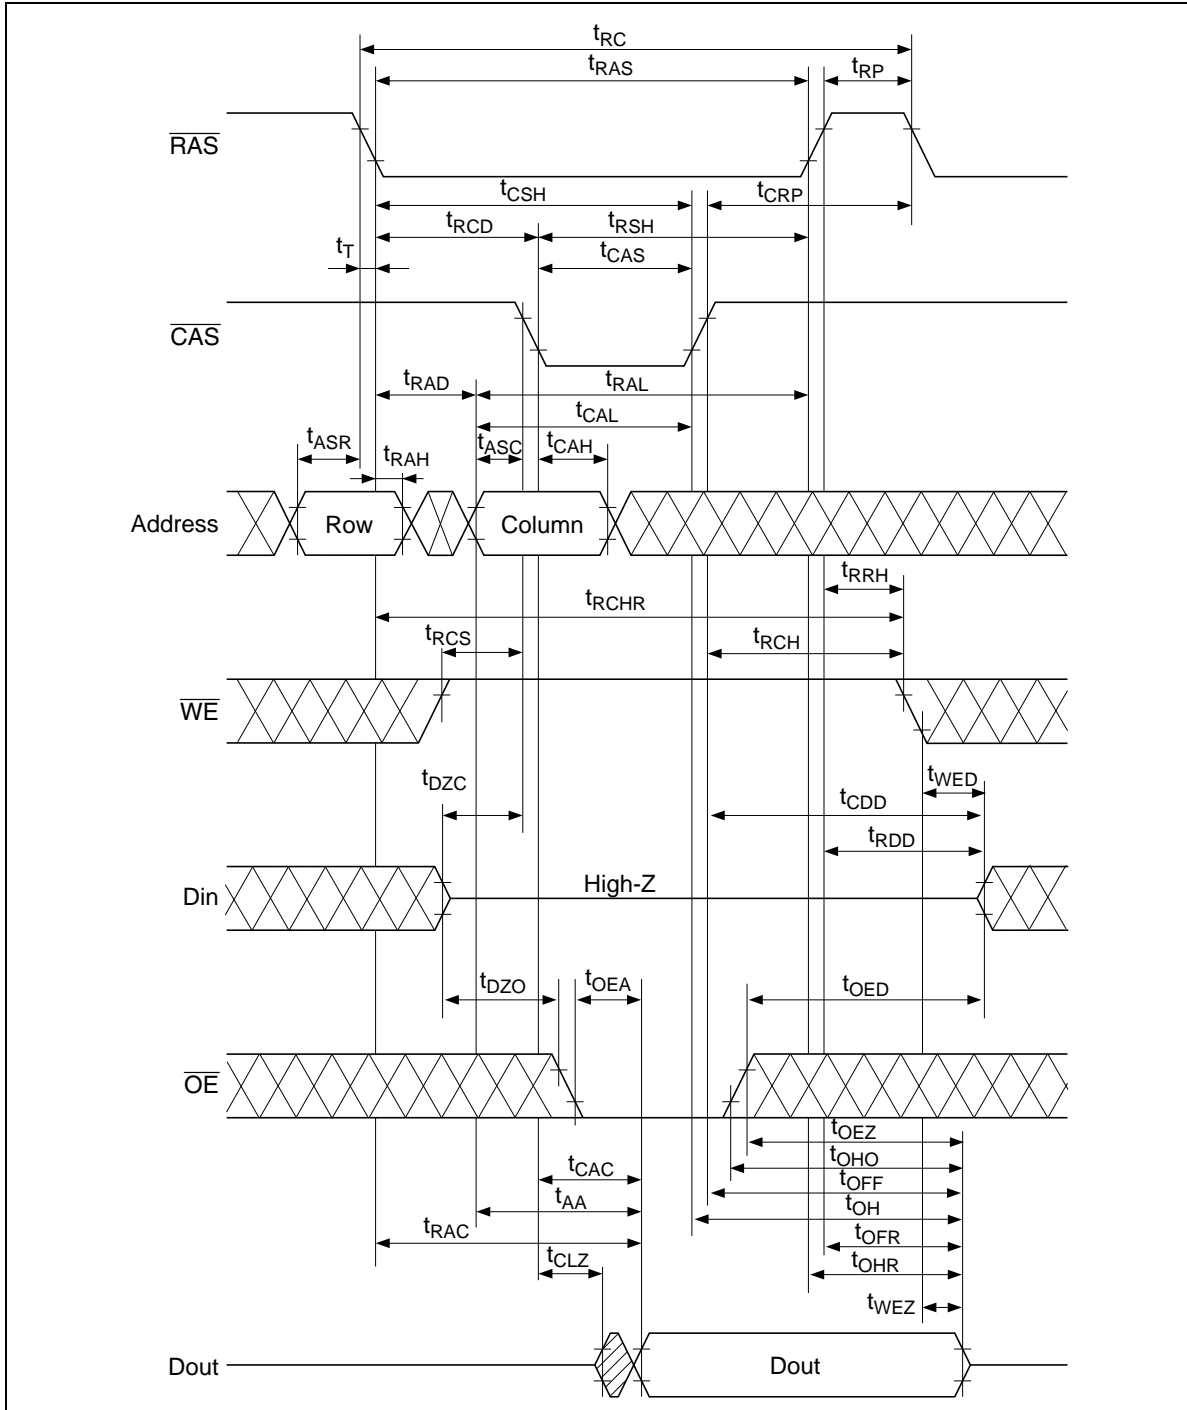 tRC
tRAS
tRP
RAS
tCSH
tCRP
tRCD
tRSH
tT
tCAS
CAS
tRAD
tRAL
tCAL
tASR
tASC
tCAH
tRAH
Address
Row
Column
tRRH
tRCHR
tRCS
tRCH
WE
tDZC
tWED
tCDD
tRDD
Din
High-Z
tDZO
tOEA
tOED
OE
tOEZ
tCAC
tOHO
tOFF
tAA
tOH
tRAC
tOFR
tCLZ
tOHR
tWEZ
Dout
Dout